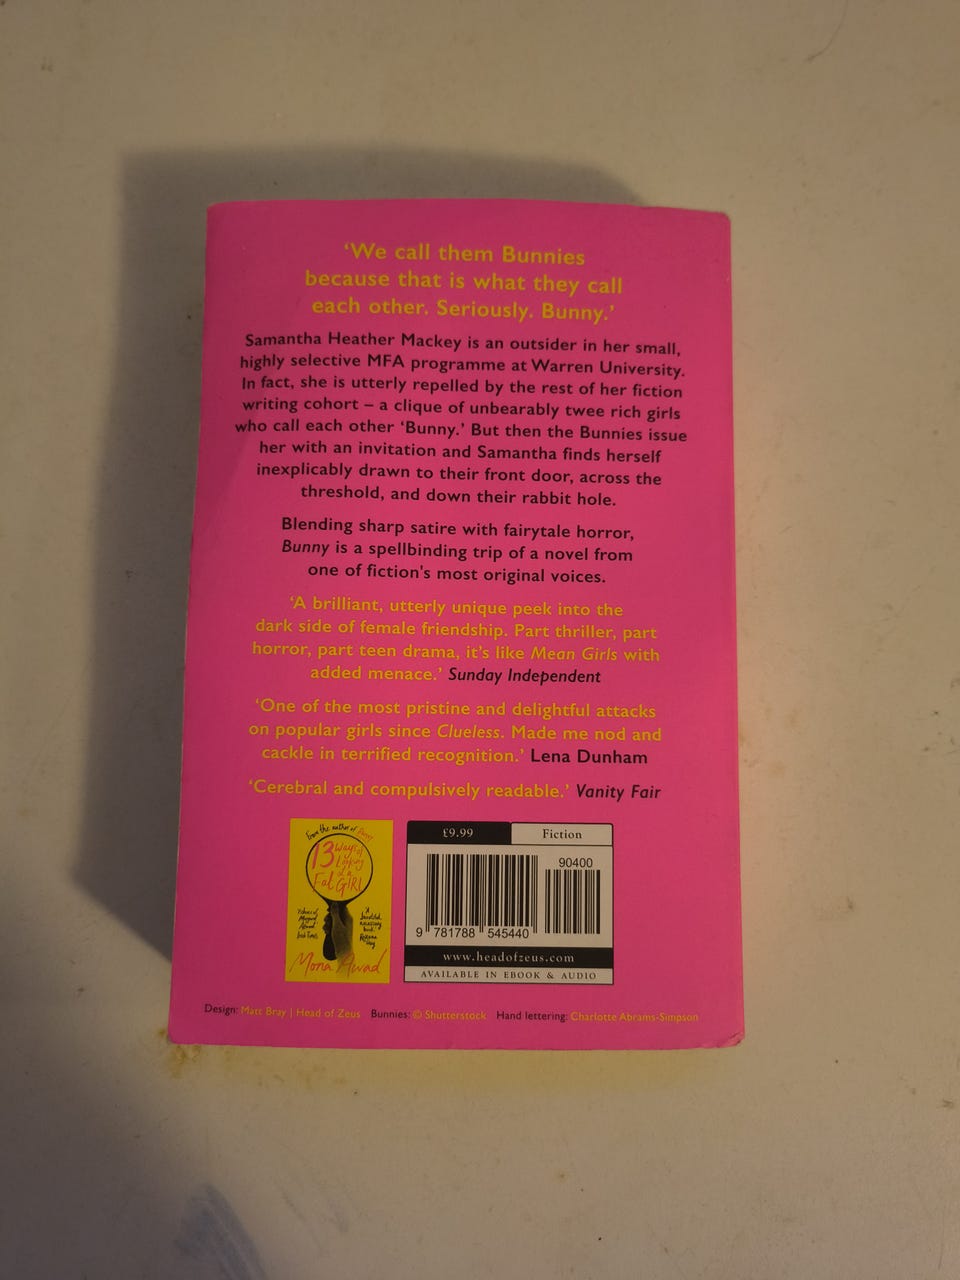 ‘We call them Bunnies
because that is what they call
each other. Seriously. Bunny.’
Samantha Heather Mackey is an outsider in her small,
highly selective MFA programme at Warren University.
In fact, she is utterly repelled by the rest of her fiction
writing cohort – a clique of unbearably twee rich girls
who call each other ‘Bunny.’ But then the Bunnies issue
her with an invitation and Samantha finds herself
inexplicably drawn to their front door, across the
threshold, and down their rabbit hole.
Blending sharp satire with fairytale horror,
Bunny is a spellbinding trip of a novel from
one of fiction's most original voices.
‘A brilliant, utterly unique peek into the
dark side of female friendship. Part thriller, part
horror, part teen drama, it’s like Mean Girls with
added menace.’ Sunday Independent
‘One of the most pristine and delightful attacks
on popular girls since Clueless. Made me nod and
cackle in terrified recognition.’ Lena Dunham
‘Cerebral and compulsively readable.’ Vanity Fair
from the author of Bunny
13 Ways of
Looking
at a
Fat GIRL
Mona Awad
£9.99 Fiction
90400
9 781788 545440
www.headofzeus.com
AVAILABLE IN EBOOK & AUDIO
Design: Matt Bray | Head of Zeus Bunnies: © Shutterstock Hand lettering: Charlotte Abrams-Simpson